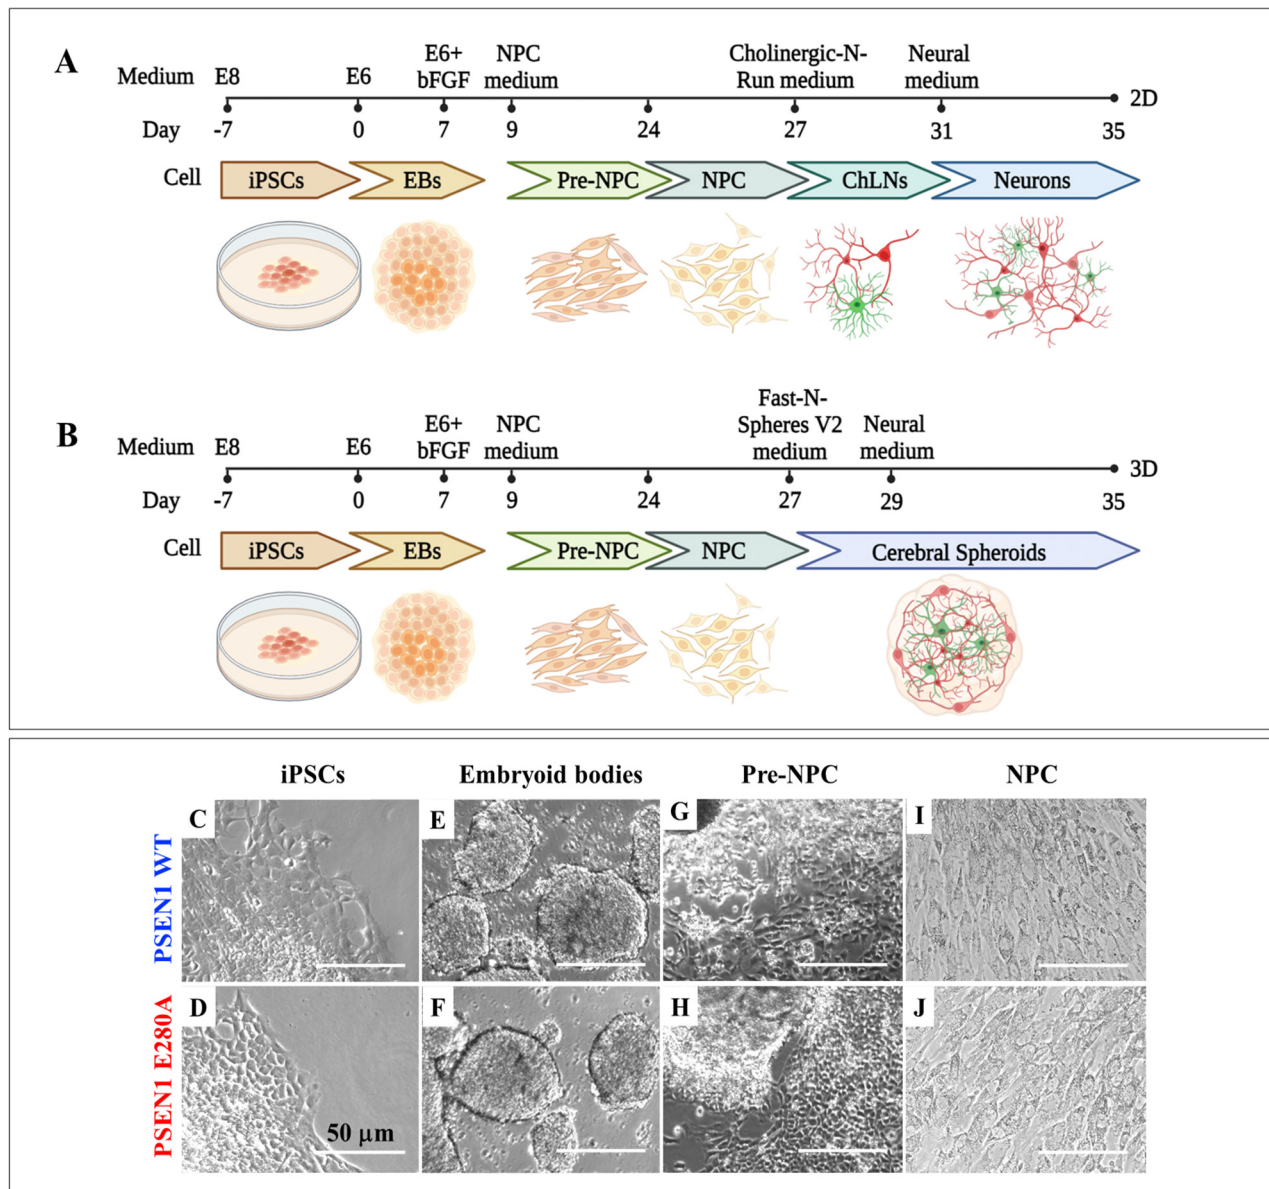 A
Medium E8 E6 E6+ bFGF NPC medium Cholinergic-N- Run medium Neural medium
2D
Day -7 0 7 9 24 27 31 35
Cell iPSCs EBs Pre-NPC NPC ChLNs Neurons
B
Medium E8 E6 E6+ bFGF NPC medium Fast-N- Spheres V2 medium Neural medium
3D
Day -7 0 7 9 24 27 29 35
Cell iPSCs EBs Pre-NPC NPC Cerebral Spheroids
iPSCs Embryoid bodies Pre-NPC NPC
PSEN1 WT
C E G I
PSEN1 E280A
D F H J
50 µm